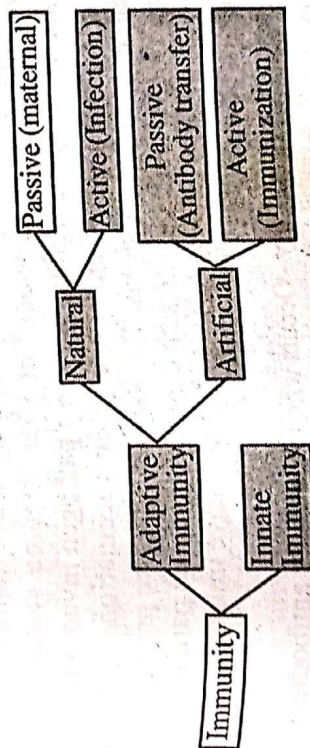 Immunity
Adaptive
Immunity
Innate
Immunity
Natural
Artificial
Passive (maternal)
Active (Infection)
Passive
(Antibody transfer)
Active
(Immunization)